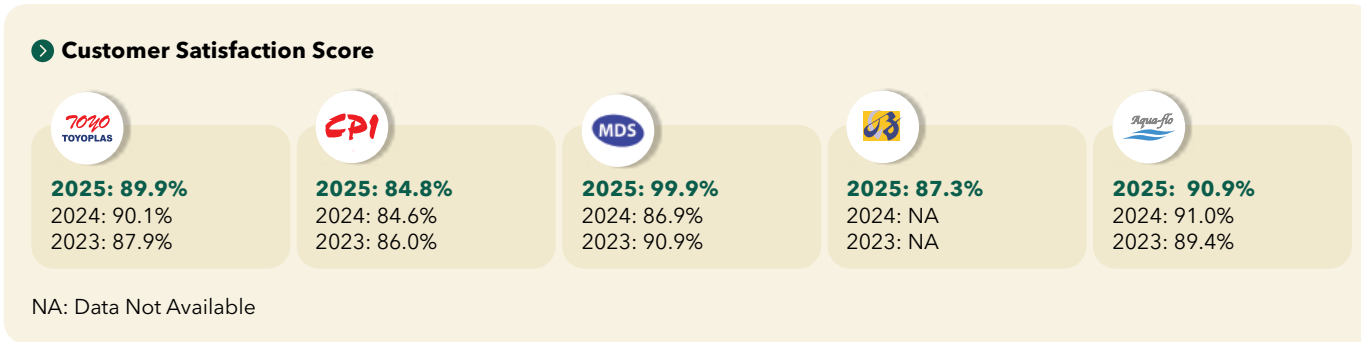 Customer Satisfaction Score
TOYO
TOYOPLAS
CPI
MDS
B
Aqua-flo
2025: 89.9%
2024: 90.1%
2023: 87.9%
2025: 84.8%
2024: 84.6%
2023: 86.0%
2025: 99.9%
2024: 86.9%
2023: 90.9%
2025: 87.3%
2024: NA
2023: NA
2025: 90.9%
2024: 91.0%
2023: 89.4%
NA: Data Not Available